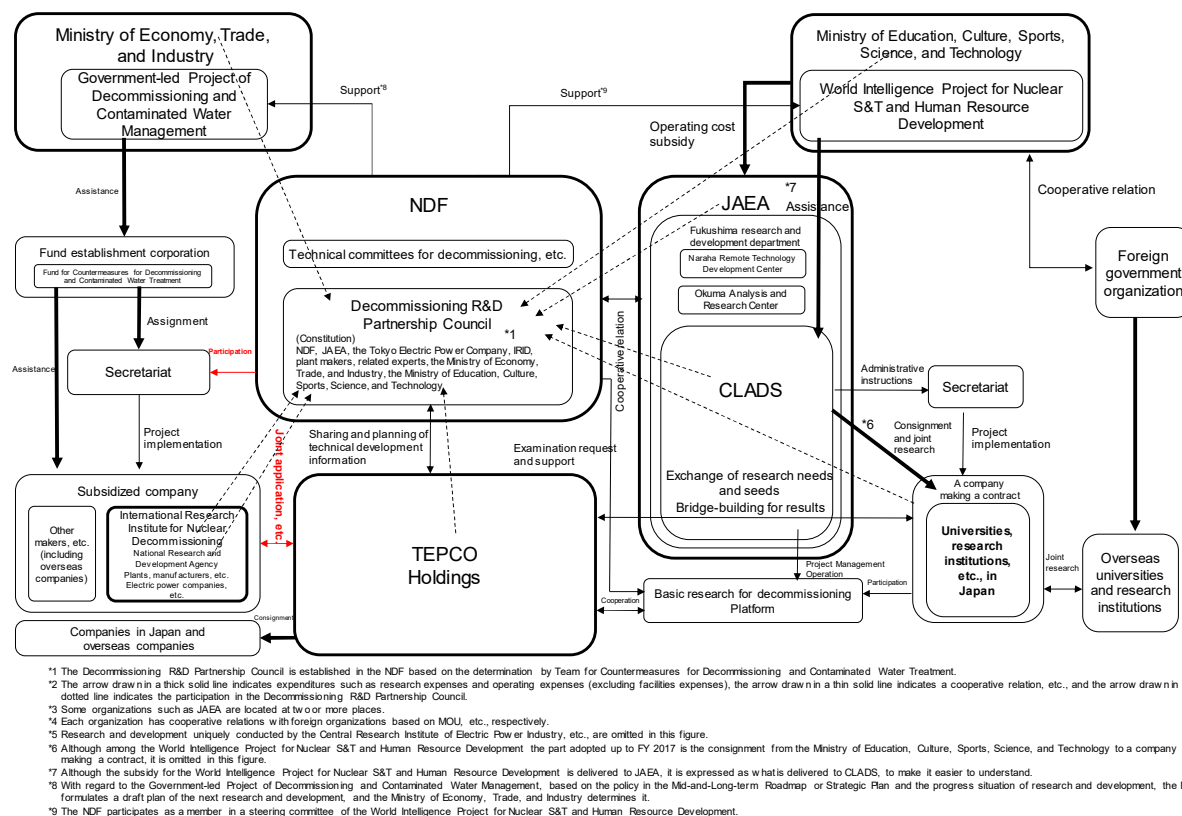 Ministry of Economy, Trade,
and Industry
Government-led Project of
Decommissioning and
Contaminated Water
Management
Support*8
Support*9
Operating cost
subsidy
Ministry of Education, Culture, Sports,
Science, and Technology
World Intelligence Project for Nuclear
S&T and Human Resource
Development
Assistance
Cooperative relation
NDF
Technical committees for decommissioning, etc.
Decommissioning R&D
Partnership Council
*1
(Constitution)
NDF, JAEA, the Tokyo Electric Power Company, IRID,
plant makers, related experts, the Ministry of Economy,
Trade, and Industry, the Ministry of Education, Culture,
Sports, Science, and Technology
JAEA
*7
Assistance
Fukushima research and
development department
Naraha Remote Technology
Development Center
Okuma Analysis and
Research Center
CLADS
Exchange of research needs
and seeds
Bridge-building for results
Fund establishment corporation
Fund for Countermeasures for Decommissioning
and Contaminated Water Treatment
Assignment
Assistance
Participation
Secretariat
Project
implementation
Cooperative relation
Foreign
government
organization
Administrative
instructions
Secretariat
*6
Consignment
and joint
research
Project
implementation
Sharing and planning of
technical development
information
Examination request
and support
Joint application, etc.
Subsidized company
Other
makers, etc.
(including
overseas
companies)
International Research
Institute for Nuclear
Decommissioning
National Research and
Development Agency
Plants, manufacturers, etc.
Electric power companies,
etc.
TEPCO
Holdings
A company
making a contract
Universities,
research
institutions,
etc., in
Japan
Joint
research
Overseas
universities
and research
institutions
Project Management
Operation
Participation
Cooperation
Basic research for decommissioning
Platform
Consignment
Companies in Japan and
overseas companies
*1 The Decommissioning R&D Partnership Council is established in the NDF based on the determination by Team for Countermeasures for Decommissioning and Contaminated Water Treatment.
*2 The arrow drawn in a thick solid line indicates expenditures such as research expenses and operating expenses (excluding facilities expenses), the arrow drawn in a thin solid line indicates a cooperative relation, etc., and the arrow drawn in
dotted line indicates the participation in the Decommissioning R&D Partnership Council.
*3 Some organizations such as JAEA are located at two or more places.
*4 Each organization has cooperative relations with foreign organizations based on MOU, etc., respectively.
*5 Research and development uniquely conducted by the Central Research Institute of Electric Power Industry, etc., are omitted in this figure.
*6 Although among the World Intelligence Project for Nuclear S&T and Human Resource Development the part adopted up to FY 2017 is the consignment from the Ministry of Education, Culture, Sports, Science, and Technology to a company
making a contract, it is omitted in this figure.
*7 Although the subsidy for the World Intelligence Project for Nuclear S&T and Human Resource Development is delivered to JAEA, it is expressed as what is delivered to CLADS, to make it easier to understand.
*8 With regard to the Government-led Project of Decommissioning and Contaminated Water Management, based on the policy in the Mid-and-Long-term Roadmap or Strategic Plan and the progress situation of research and development, the
formulates a draft plan of the next research and development, and the Ministry of Economy, Trade, and Industry determines it.
*9 The NDF participates as a member in a steering committee of the World Intelligence Project for Nuclear S&T and Human Resource Development.